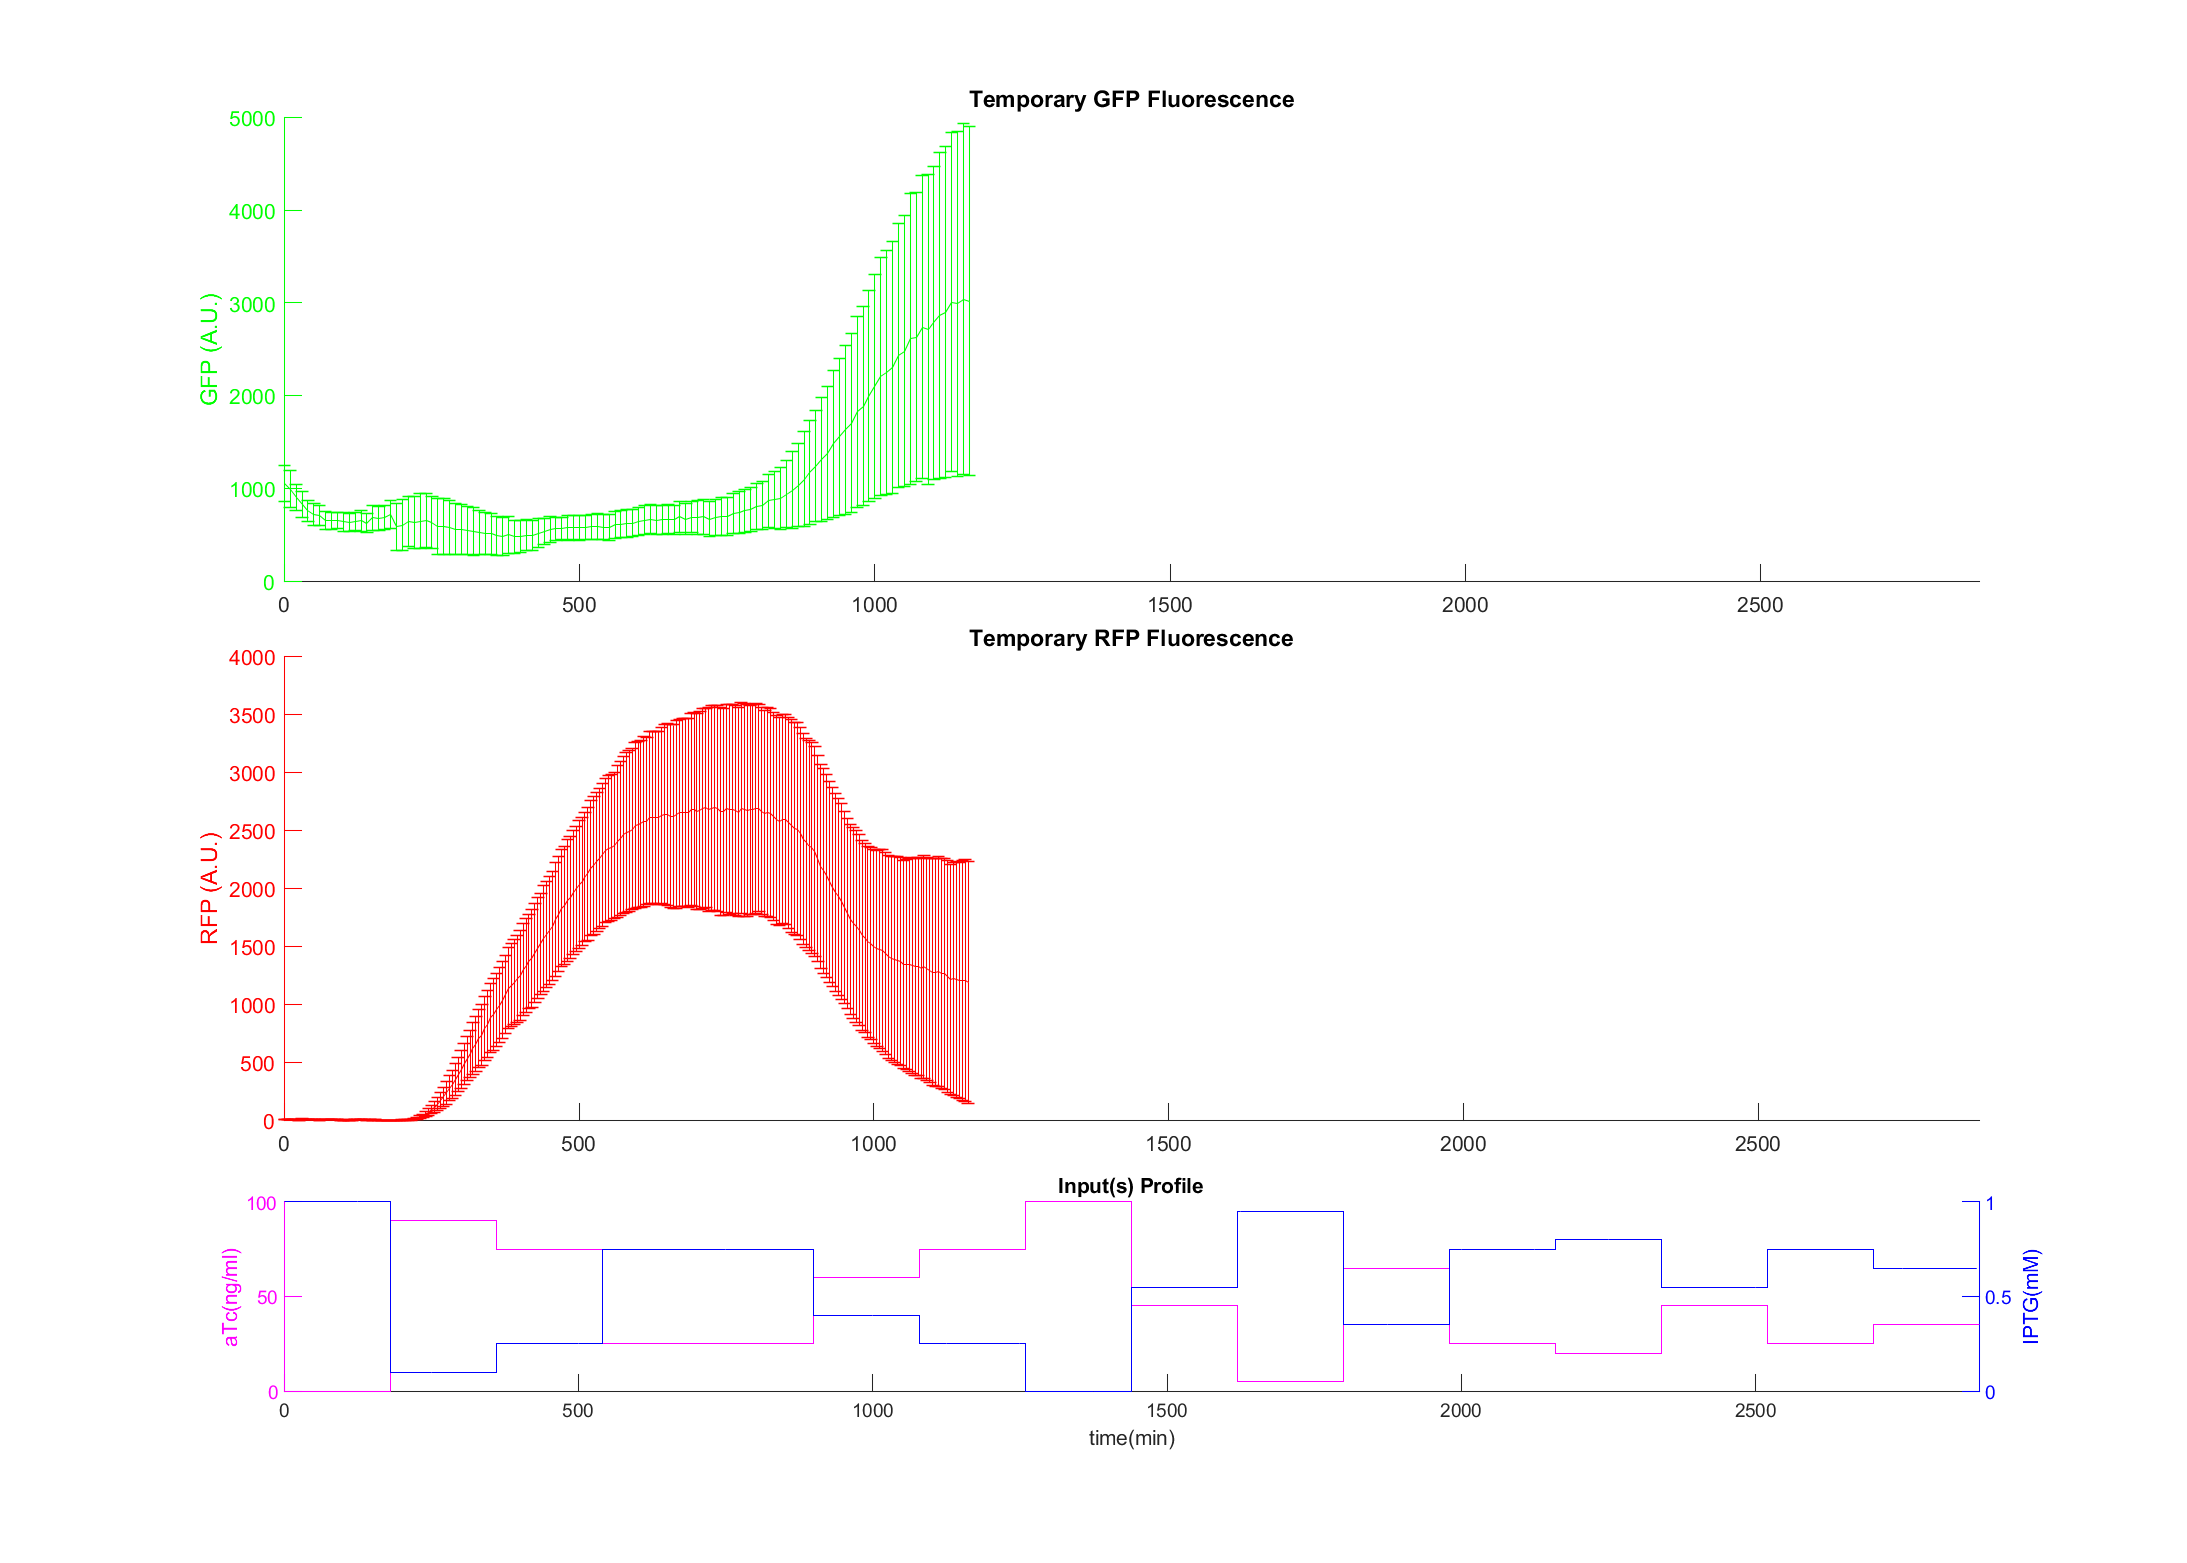 Temporary GFP Fluorescence
5000
4000
3000
2000
1000
0
GFP (A.U.)
0 500 1000 1500 2000 2500
Temporary RFP Fluorescence
4000
3500
3000
2500
2000
1500
1000
500
0
RFP (A.U.)
0 500 1000 1500 2000 2500
Input(s) Profile
100
50
0
aTc(ng/ml)
1
0.5
0
IPTG(mM)
0 500 1000 1500 2000 2500
time(min)